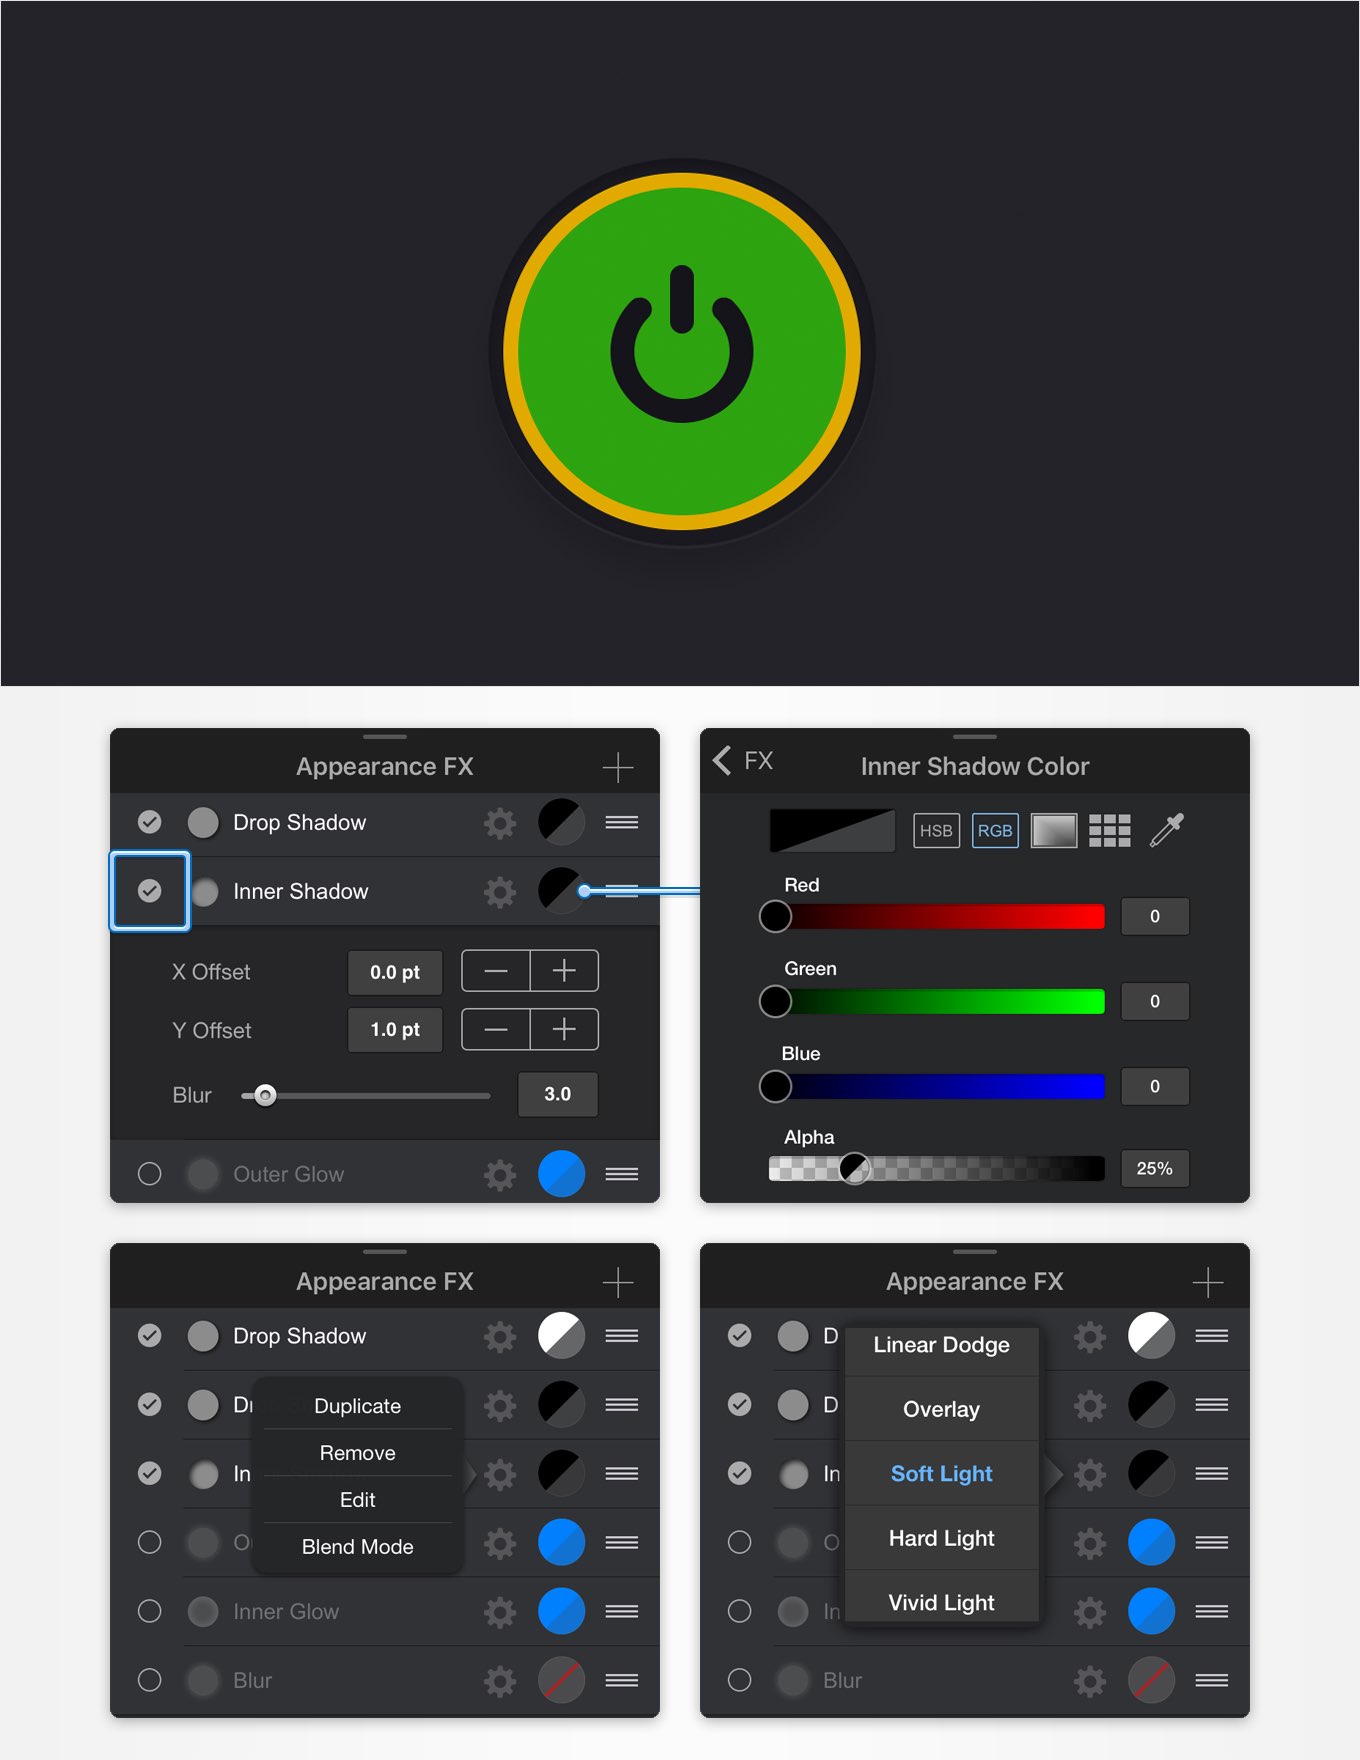 Appearance FX
Drop Shadow
Inner Shadow
X Offset 0.0 pt
Y Offset 1.0 pt
Blur 3.0
Outer Glow
FX Inner Shadow Color
HSB RGB
Red
0
Green
0
Blue
0
Alpha
25%
Appearance FX
Drop Shadow
D
Duplicate
Remove
In
Edit
O
Blend Mode
Inner Glow
Blur
Appearance FX
D
Linear Dodge
D
Overlay
In
Soft Light
O
Hard Light
In
Vivid Light
Blur